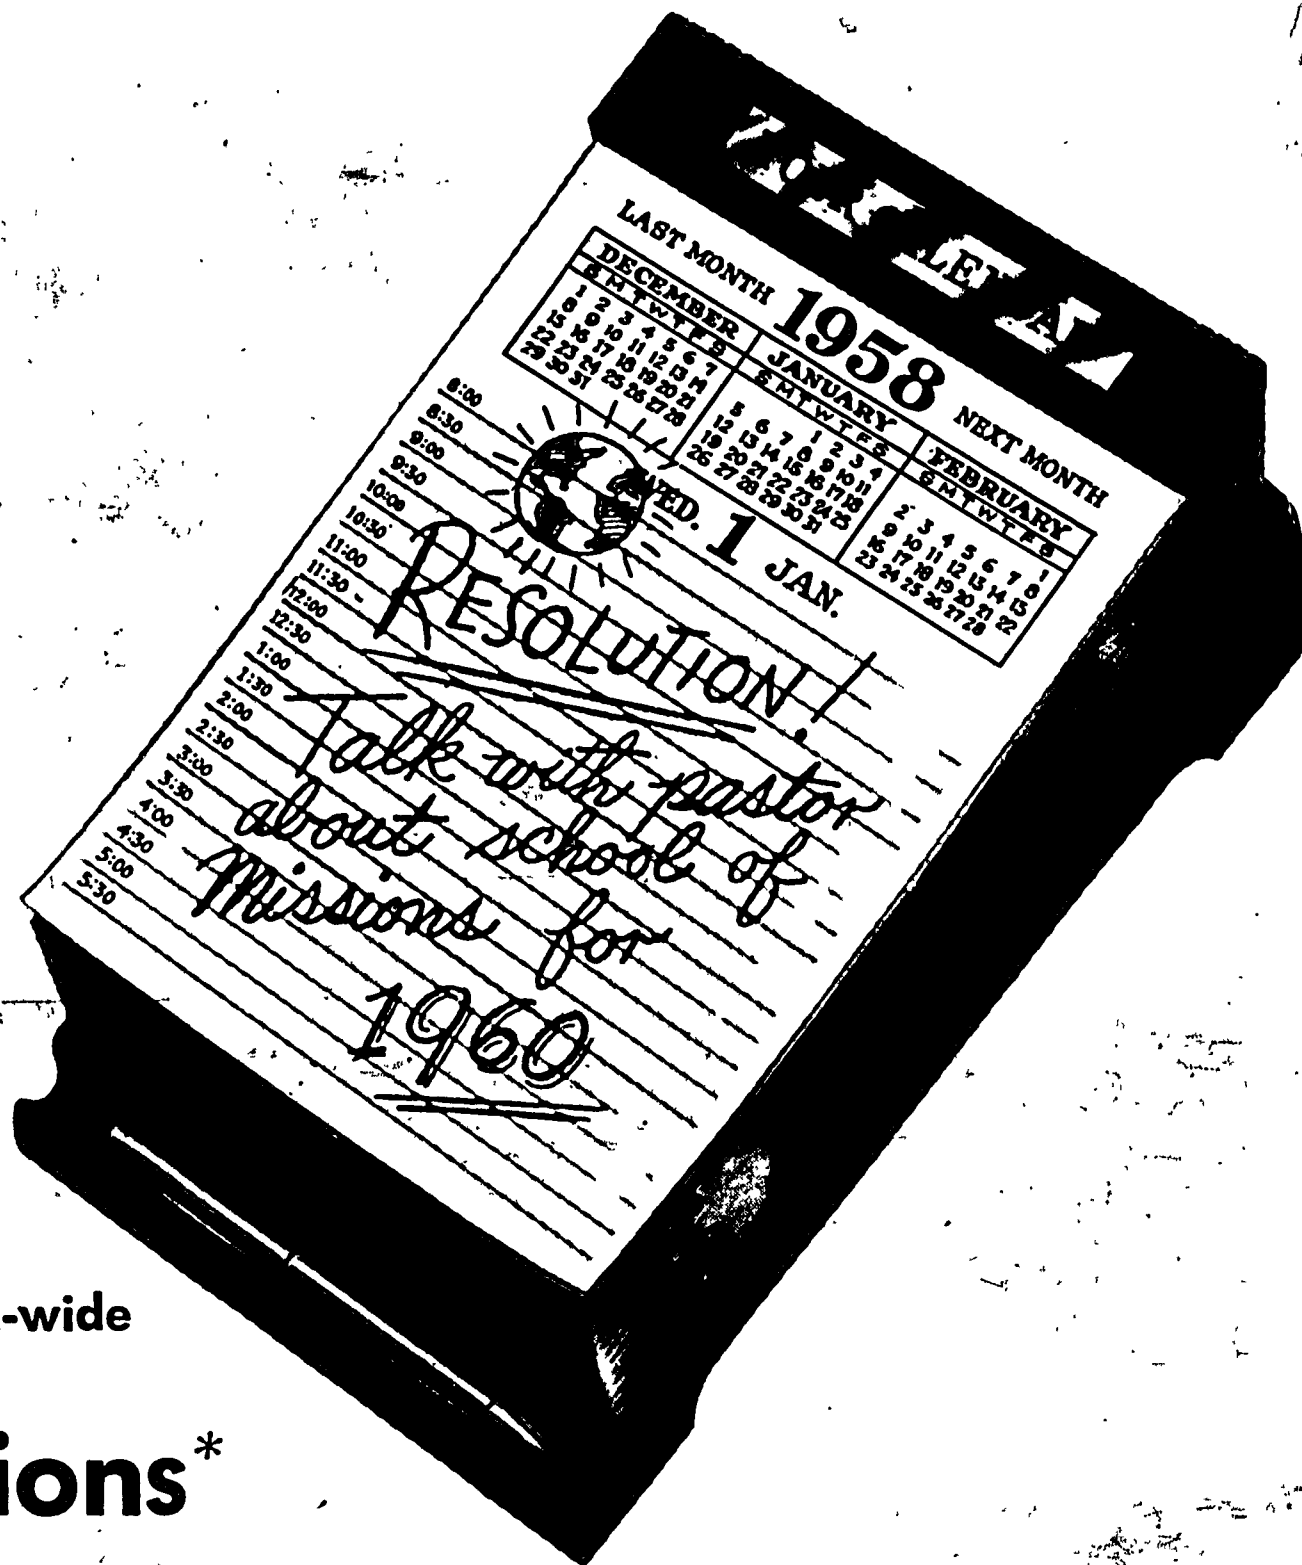 LAST MONTH 1958 NEXT MONTH
DECEMBER
S M T W T F S
1 2 3 4 5 6 7
8 9 10 11 12 13 14
15 16 17 18 19 20 21
22 23 24 25 26 27 28
29 30 31
JANUARY
S M T W T F S
1 2 3 4
5 6 7 8 9 10 11
12 13 14 15 16 17 18
19 20 21 22 23 24 25
26 27 28 29 30 31
FEBRUARY
S M T W T F S
1
2 3 4 5 6 7 8
9 10 11 12 13 14 15
16 17 18 19 20 21 22
23 24 25 26 27 28
WED. 1 JAN.
8:00
8:30
9:00
9:30
10:00
10:30
11:00
11:30
12:00
12:30
1:00
1:30
2:00
2:30
3:00
3:30
4:00
4:30
5:00
5:30
RESOLUTION!
Talk with pastor
about school of
Missions for
1960
-wide
ions*